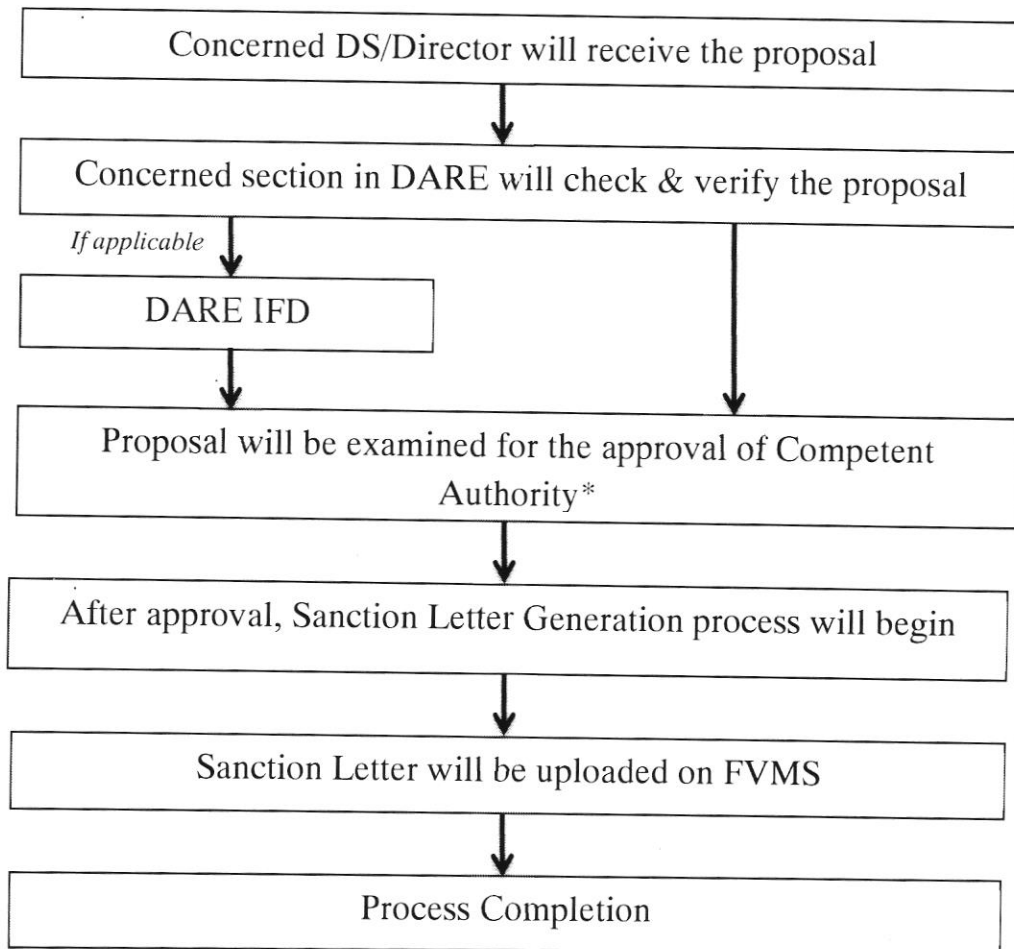 Concerned DS/Director will receive the proposal
Concerned section in DARE will check & verify the proposal
If applicable
DARE IFD
Proposal will be examined for the approval of Competent
Authority*
After approval, Sanction Letter Generation process will begin
Sanction Letter will be uploaded on FVMS
Process Completion